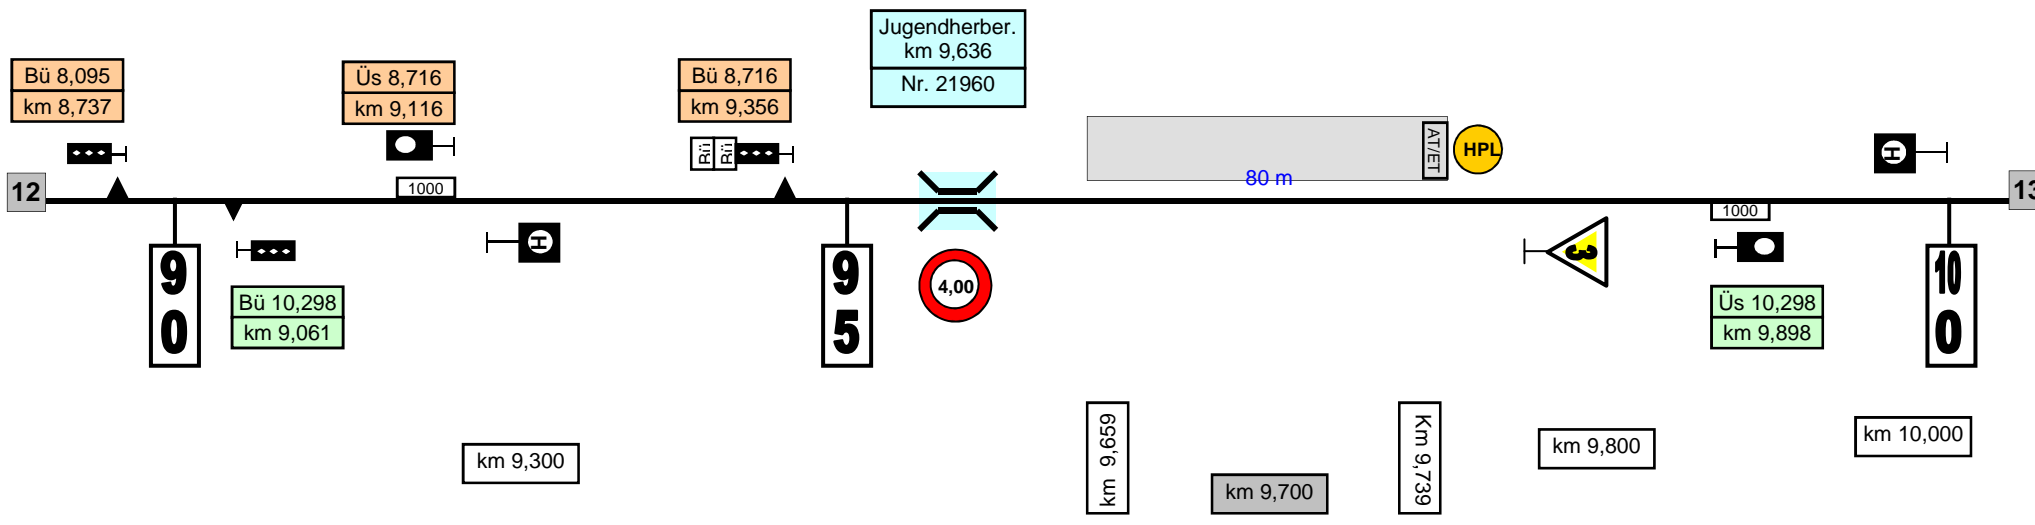 Jugendherber.
km 9,636
Nr. 21960
Bü 8,095
km 8,737
Üs 8,716
km 9,116
Bü 8,716
km 9,356
Rü
Rü
AT/ET
HPL
H
12
1000
80 m
13
1000
H
3
9
0
9
5
4,00
10
0
Bü 10,298
km 9,061
Üs 10,298
km 9,898
km 9,300
km 9,659
km 9,700
Km 9,739
km 9,800
km 10,000